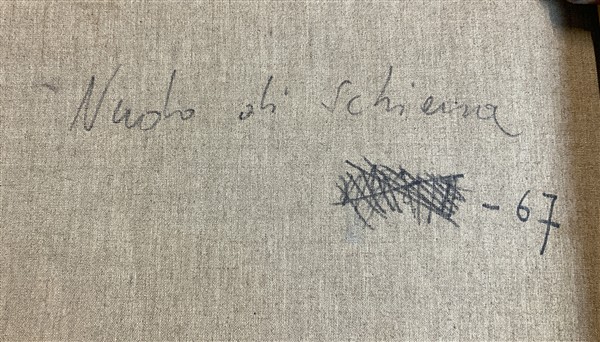 Nudo di Schiena
- 67